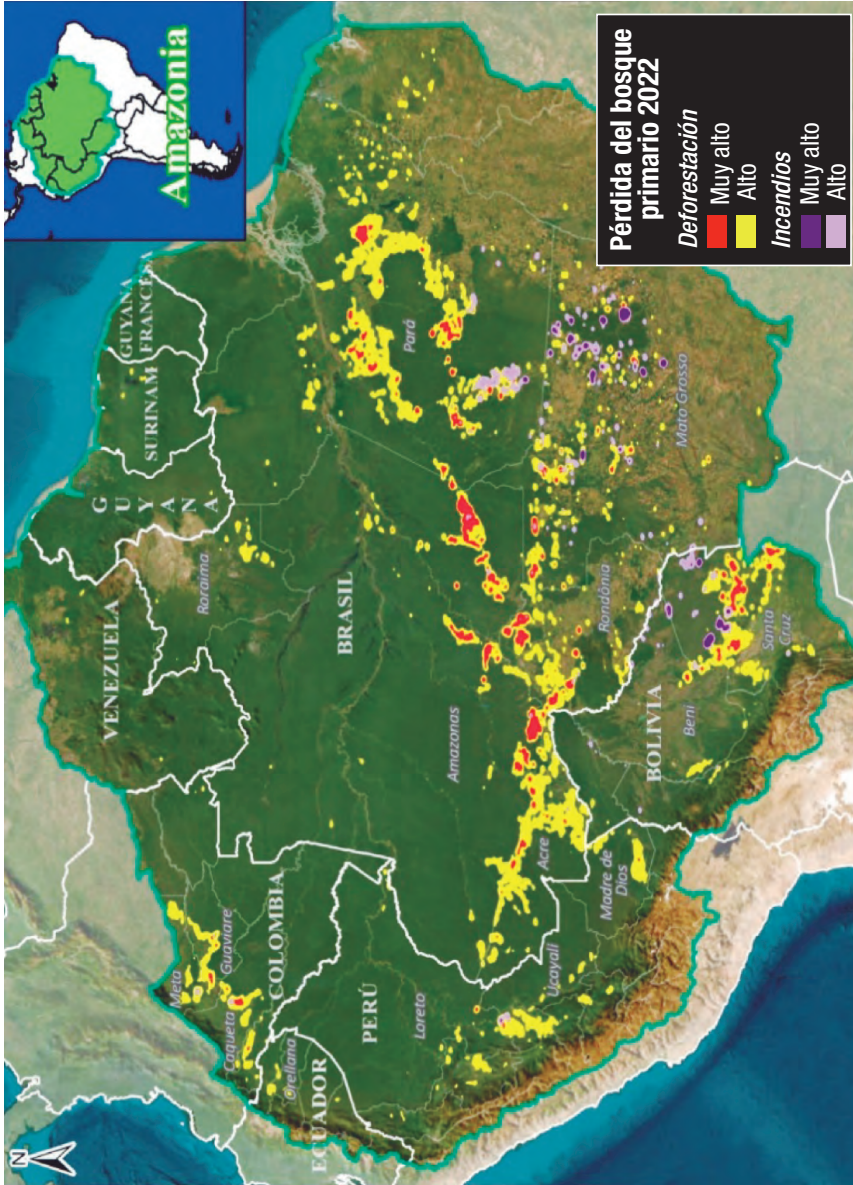 Amazonia
GUYANA
FRANCESA
SURINAM
G
U
Y
A
N
A
VENEZUELA
Roraima
BRASIL
COLOMBIA
Meta
Guaviare
Caqueta
Orellana
ECUADOR
PERÚ
Loreto
Ucayali
Amazonas
Acre
Madre de
Dios
BOLIVIA
Beni
Santa
Cruz
Rondônia
Mato Grosso
Pará
N
Pérdida del bosque
primario 2022
Deforestación
Muy alto
Alto
Incendios
Muy alto
Alto